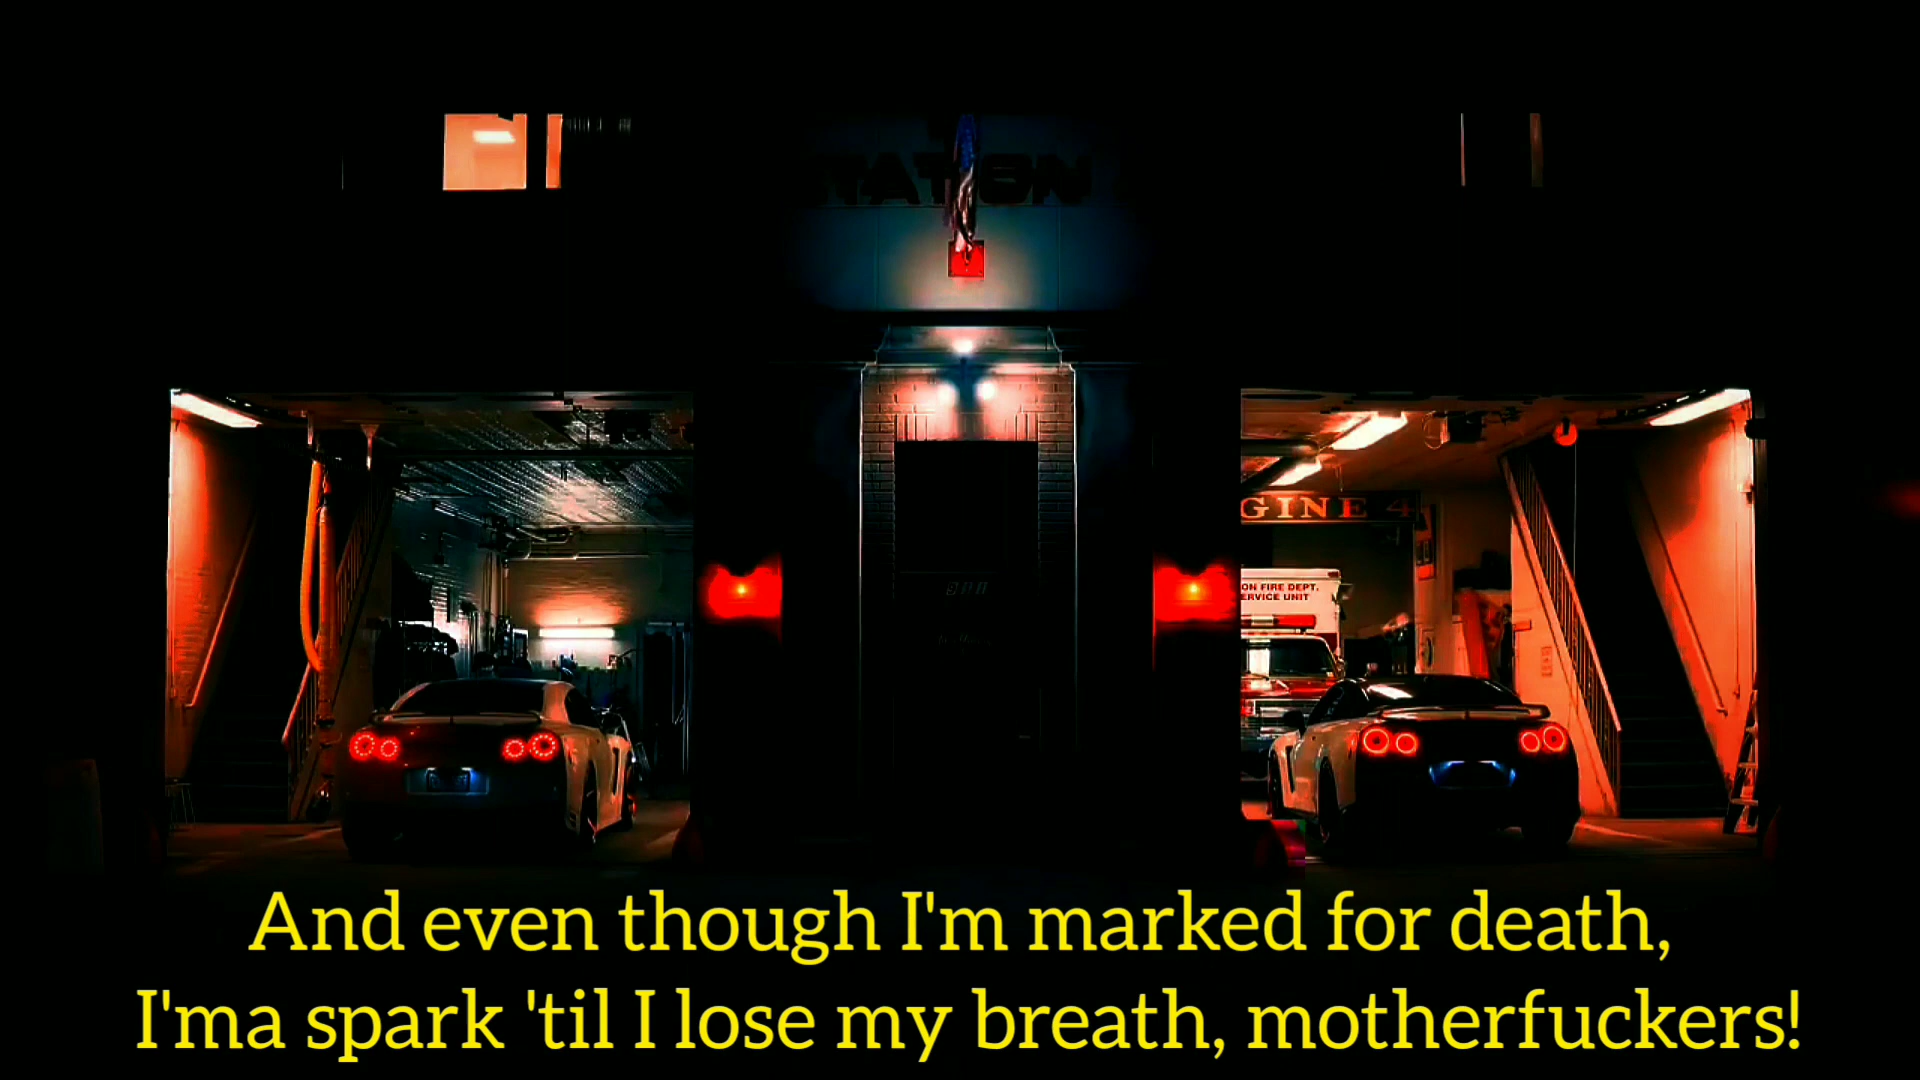 STATION
GINE 4
ON FIRE DEPT.
ERVICE UNIT
And even though I'm marked for death,
I'ma spark 'til I lose my breath, motherfuckers!